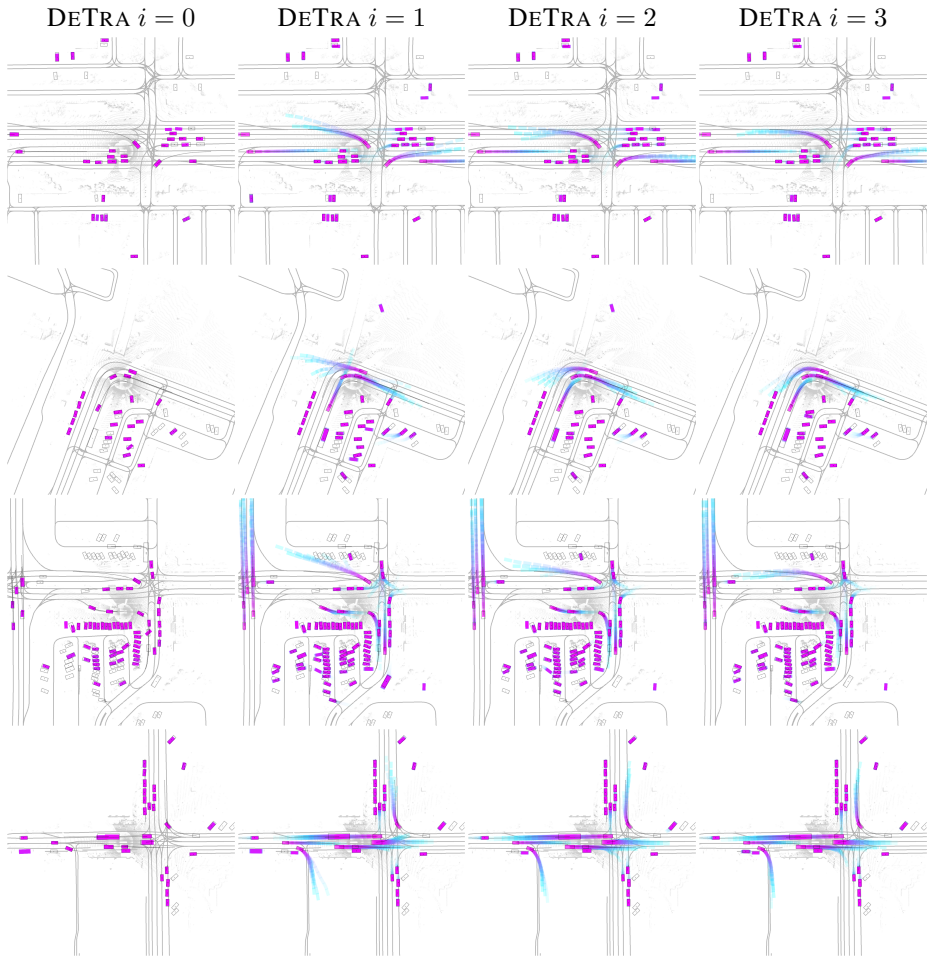 DETRA i = 0 DETRA i = 1 DETRA i = 2 DETRA i = 3